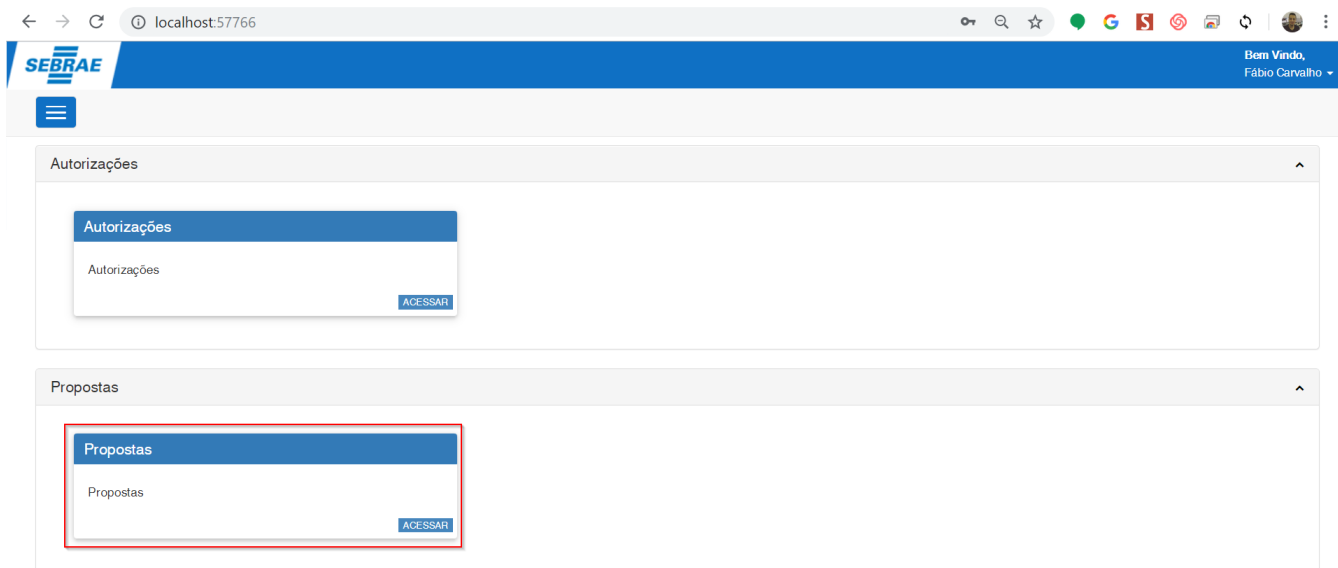 localhost:57766
SEBRAE
Bem Vindo,
Fábio Carvalho
Autorizações
Autorizações
Autorizações
ACESSAR
Propostas
Propostas
Propostas
ACESSAR